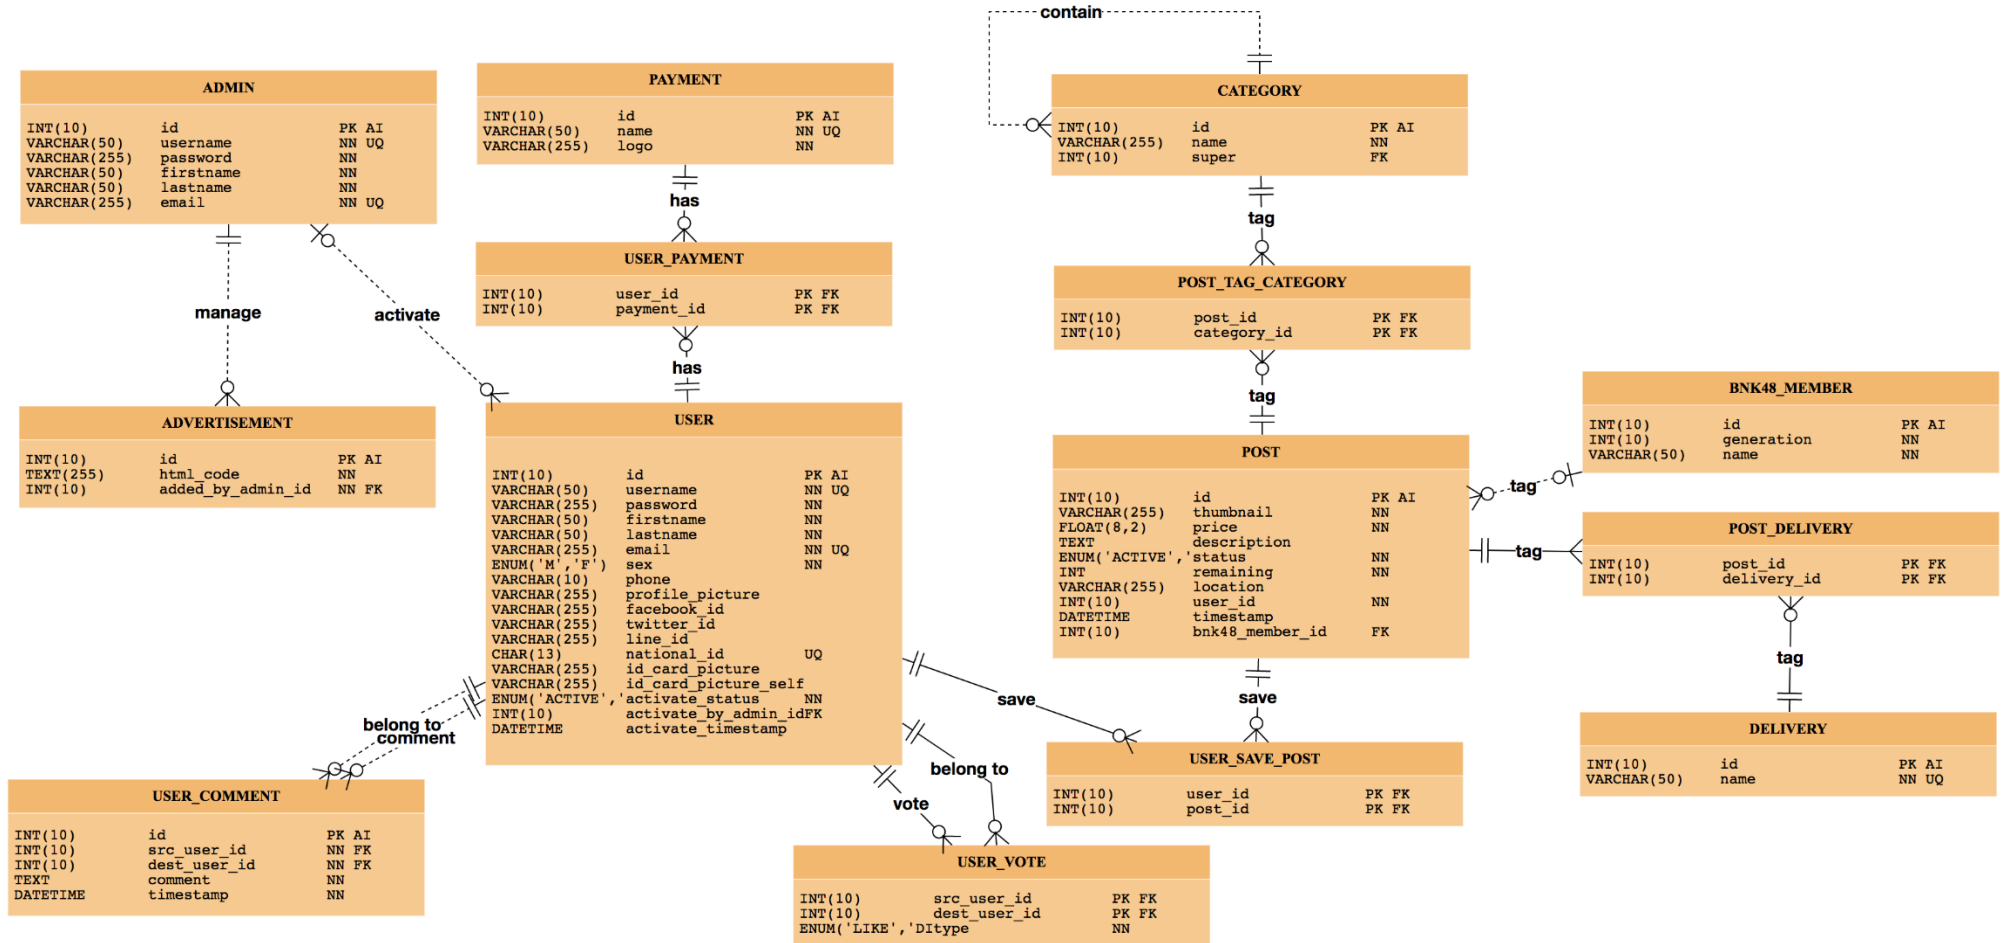 contain
ADMIN
INT(10) id PK AI
VARCHAR(50) username NN UQ
VARCHAR(255) password NN
VARCHAR(50) firstname NN
VARCHAR(50) lastname NN
VARCHAR(255) email NN UQ
PAYMENT
INT(10) id PK AI
VARCHAR(50) name NN UQ
VARCHAR(255) logo NN
CATEGORY
INT(10) id PK AI
VARCHAR(255) name NN
INT(10) super FK
has
tag
USER_PAYMENT
INT(10) user_id PK FK
INT(10) payment_id PK FK
POST_TAG_CATEGORY
INT(10) post_id PK FK
INT(10) category_id PK FK
manage
activate
has
tag
ADVERTISEMENT
INT(10) id PK AI
TEXT(255) html_code NN
INT(10) added_by_admin_id NN FK
USER
INT(10) id PK AI
VARCHAR(50) username NN UQ
VARCHAR(255) password NN
VARCHAR(50) firstname NN
VARCHAR(50) lastname NN
VARCHAR(255) email NN UQ
ENUM('M','F') sex NN
VARCHAR(10) phone
VARCHAR(255) profile_picture
VARCHAR(255) facebook_id
VARCHAR(255) twitter_id
VARCHAR(255) line_id
CHAR(13) national_id UQ
VARCHAR(255) id_card_picture
VARCHAR(255) id_card_picture_self
ENUM('ACTIVE','activate_status NN
INT(10) activate_by_admin_idFK
DATETIME activate_timestamp
POST
INT(10) id PK AI
VARCHAR(255) thumbnail NN
FLOAT(8,2) price NN
TEXT description
ENUM('ACTIVE','status NN
INT remaining NN
VARCHAR(255) location
INT(10) user_id NN
DATETIME timestamp
INT(10) bnk48_member_id FK
BNK48_MEMBER
INT(10) id PK AI
INT(10) generation NN
VARCHAR(50) name NN
tag
POST_DELIVERY
INT(10) post_id PK FK
INT(10) delivery_id PK FK
tag
tag
DELIVERY
INT(10) id PK AI
VARCHAR(50) name NN UQ
save
save
belong to
comment
belong to
vote
USER_SAVE_POST
INT(10) user_id PK FK
INT(10) post_id PK FK
USER_COMMENT
INT(10) id PK AI
INT(10) src_user_id NN FK
INT(10) dest_user_id NN FK
TEXT comment NN
DATETIME timestamp NN
USER_VOTE
INT(10) src_user_id PK FK
INT(10) dest_user_id PK FK
ENUM('LIKE','DItype NN